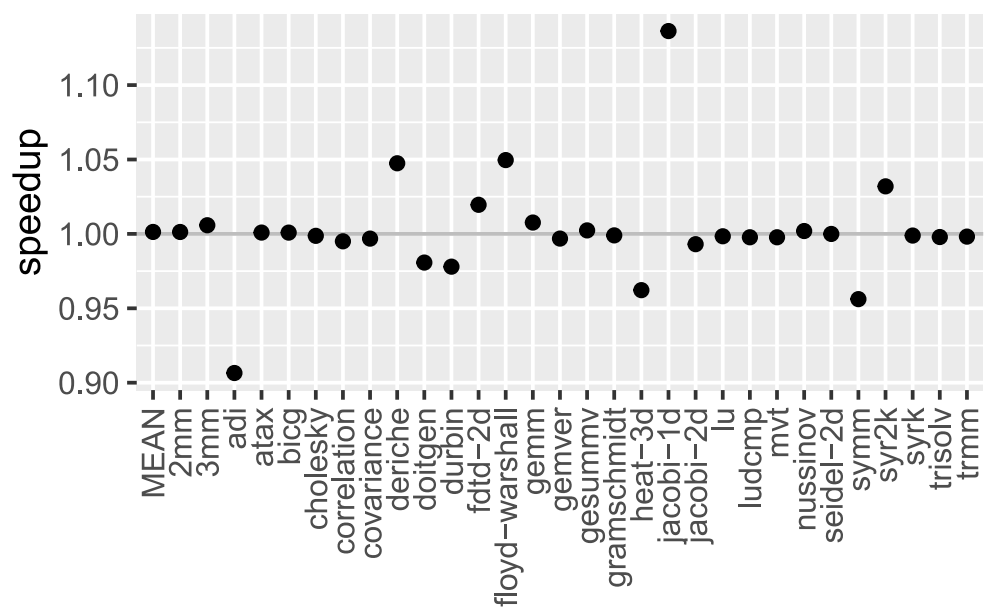 speedup
1.10
1.05
1.00
0.95
0.90
MEAN
2mm
3mm
adi
atax
bicg
cholesky
correlation
covariance
deriche
doitgen
durbin
fdtd−2d
floyd−warshall
gemm
gemver
gesummv
gramschmidt
heat−3d
jacobi−1d
jacobi−2d
lu
ludcmp
mvt
nussinov
seidel−2d
symm
syr2k
syrk
trisolv
trmm